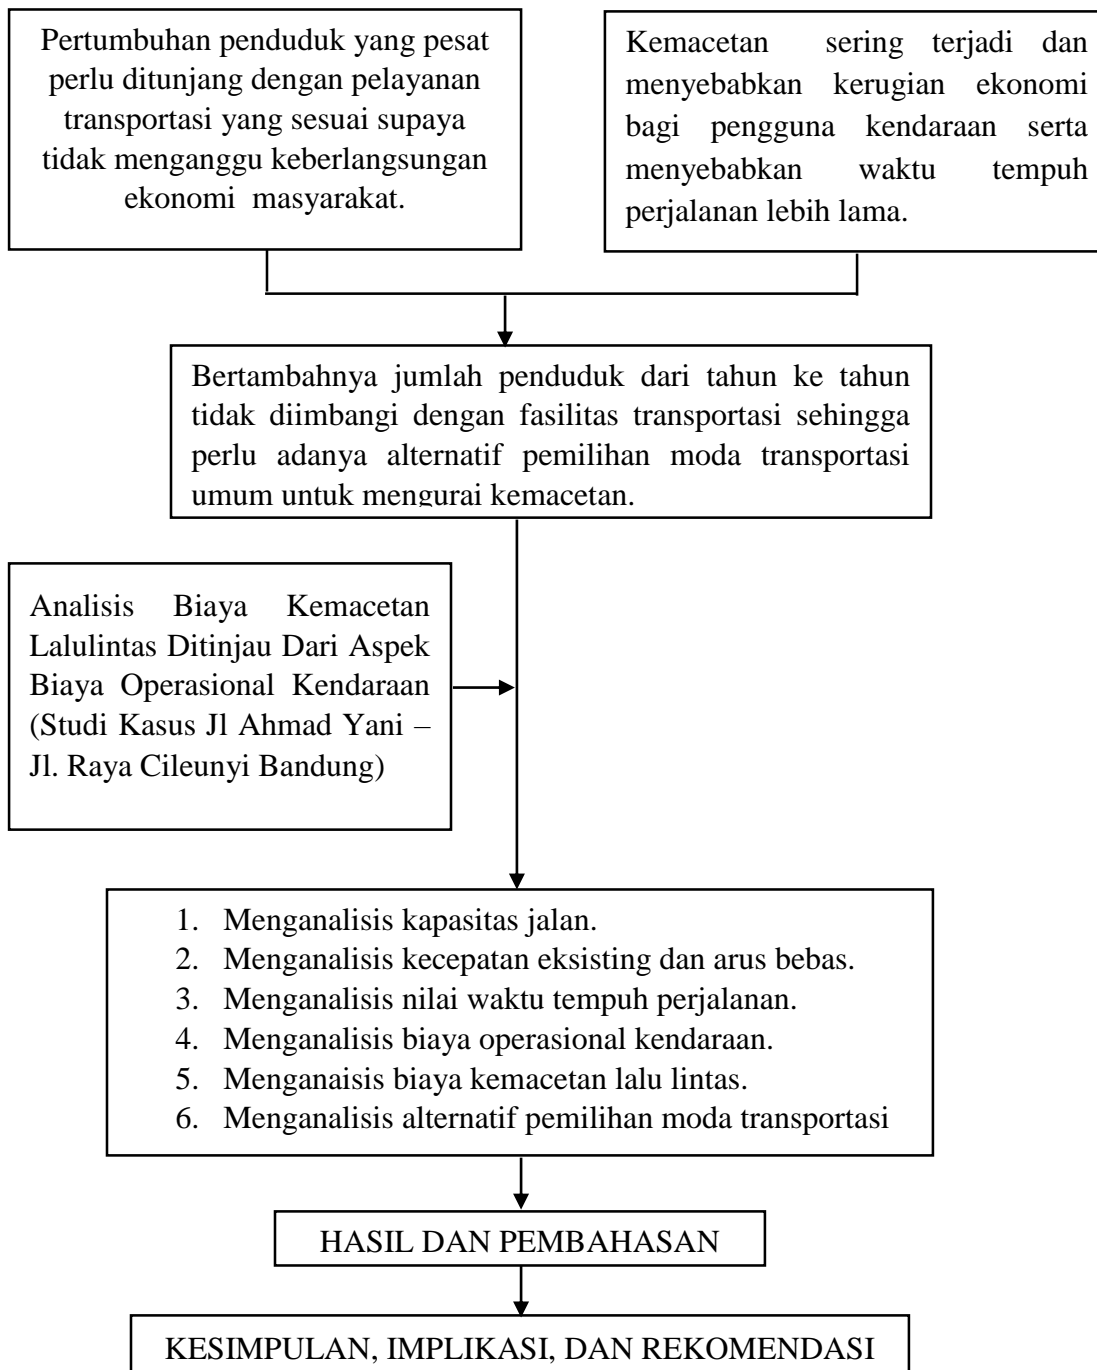 Pertumbuhan penduduk yang pesat
perlu ditunjang dengan pelayanan
transportasi yang sesuai supaya
tidak menganggu keberlangsungan
ekonomi masyarakat.
Kemacetan sering terjadi dan
menyebabkan kerugian ekonomi
bagi pengguna kendaraan serta
menyebabkan waktu tempuh
perjalanan lebih lama.
Bertambahnya jumlah penduduk dari tahun ke tahun
tidak diimbangi dengan fasilitas transportasi sehingga
perlu adanya alternatif pemilihan moda transportasi
umum untuk mengurai kemacetan.
Analisis Biaya Kemacetan
Lalulintas Ditinjau Dari Aspek
Biaya Operasional Kendaraan
(Studi Kasus Jl Ahmad Yani –
Jl. Raya Cileunyi Bandung)
1. Menganalisis kapasitas jalan.
2. Menganalisis kecepatan eksisting dan arus bebas.
3. Menganalisis nilai waktu tempuh perjalanan.
4. Menganalisis biaya operasional kendaraan.
5. Menganaisis biaya kemacetan lalu lintas.
6. Menganalisis alternatif pemilihan moda transportasi
HASIL DAN PEMBAHASAN
KESIMPULAN, IMPLIKASI, DAN REKOMENDASI